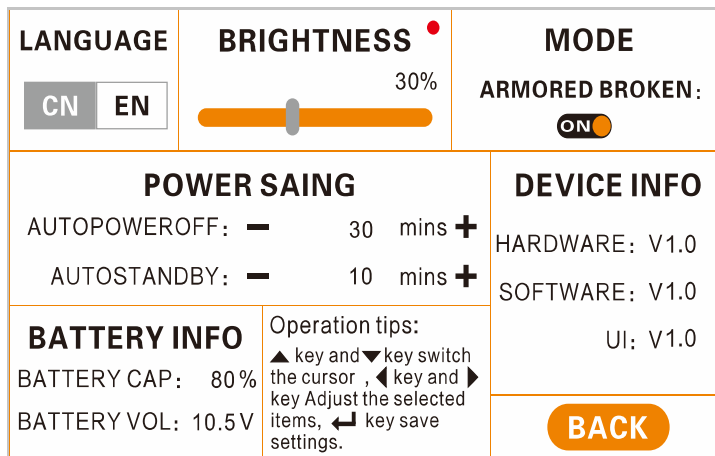 LANGUAGE
CN EN
BRIGHTNESS
30%
MODE
ARMORED BROKEN:
ON
POWER SAING
AUTOPOWEROFF: − 30 mins +
AUTOSTANDBY: − 10 mins +
DEVICE INFO
HARDWARE: V1.0
SOFTWARE: V1.0
UI: V1.0
BATTERY INFO
BATTERY CAP: 80%
BATTERY VOL: 10.5V
Operation tips:
▲ key and ▼ key switch
the cursor , ◀ key and ▶
key Adjust the selected
items, ↵ key save
settings.
BACK